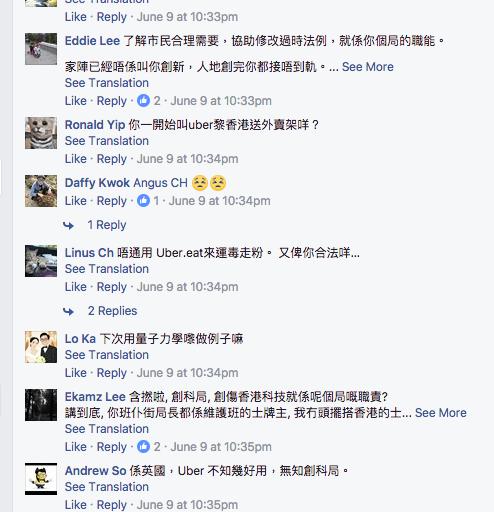 See Translation
Like · Reply · June 9 at 10:33pm
Eddie Lee 了解市民合理需要，協助修改過時法例，就係你個局的職能。
家陣已經唔係叫你創新，人地創完你都接唔到軌。... See More
See Translation
Like · Reply · 2 · June 9 at 10:33pm
Ronald Yip 你一開始叫uber黎香港送外賣架咩？
See Translation
Like · Reply · June 9 at 10:34pm
Daffy Kwok Angus CH 😣😣
Like · Reply · 1 · June 9 at 10:34pm
1 Reply
Linus Ch 唔通用 Uber.eat來運毒走粉。 又俾你合法咩...
See Translation
Like · Reply · June 9 at 10:34pm
2 Replies
Lo Ka 下次用量子力學嚟做例子嘛
See Translation
Like · Reply · June 9 at 10:34pm
Ekamz Lee 含撚啦, 創科局, 創傷香港科技就係呢個局嘅職責?
講到底, 你班仆街局長都係維護班的士牌主, 我冇頭擺搭香港的士... See More
See Translation
Like · Reply · 2 · June 9 at 10:35pm
Andrew So 係英國，Uber 不知幾好用，無知創科局。
See Translation
Like · Reply · June 9 at 10:35pm